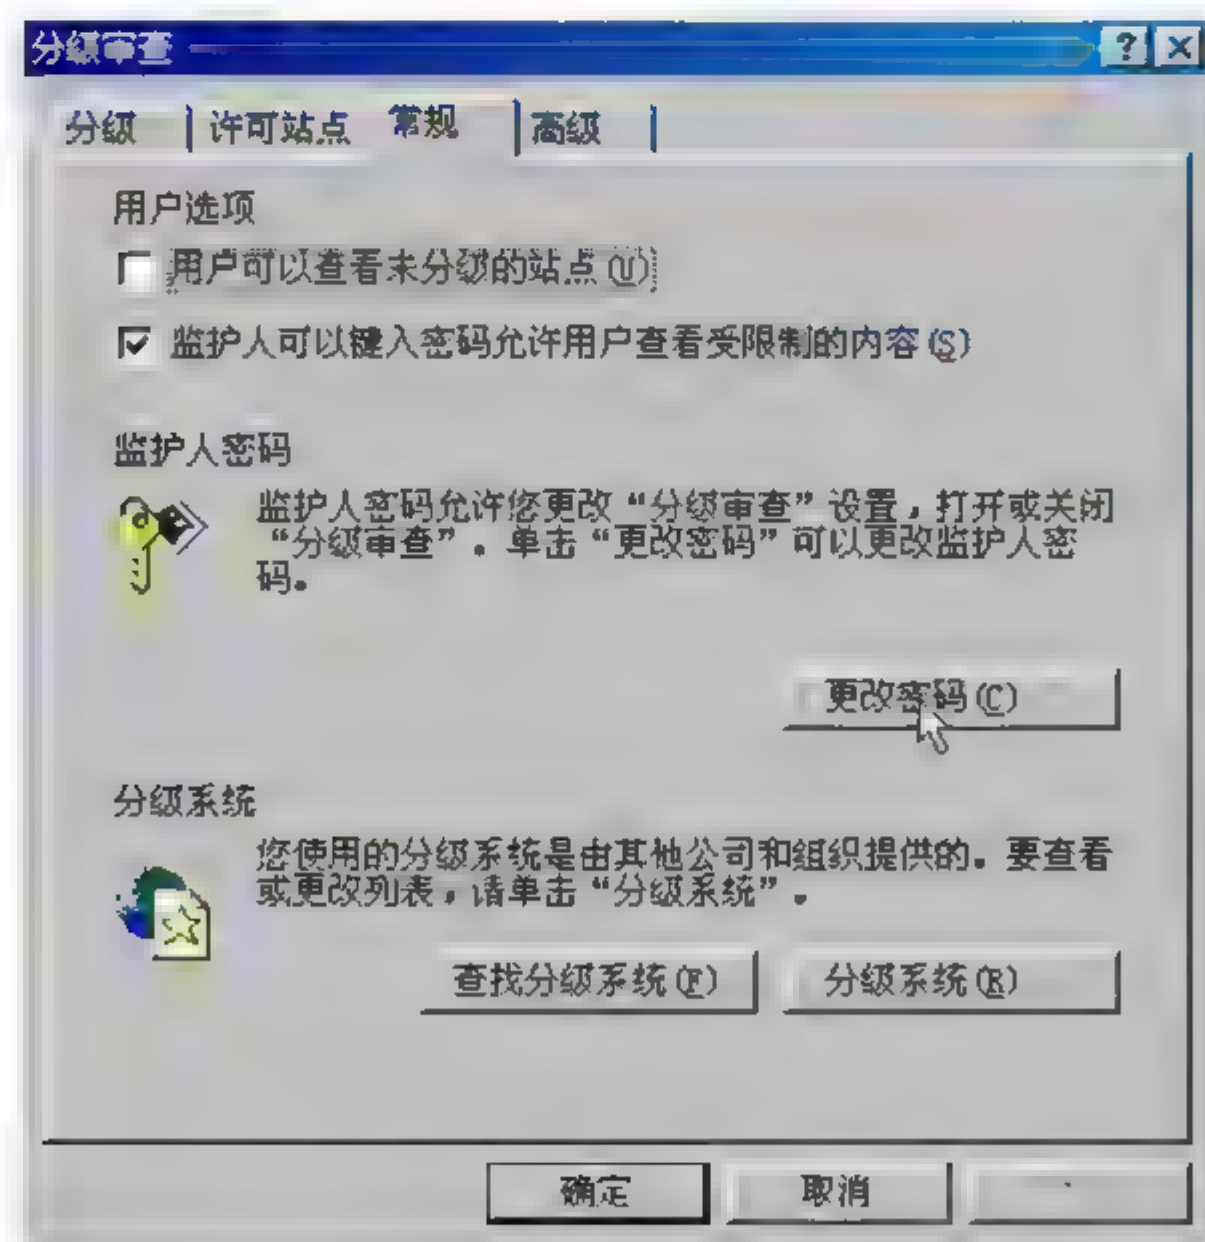 分级审查
分级 许可站点 常规 高级
用户选项
用户可以查看未分级的站点(U)
监护人可以键入密码允许用户查看受限制的内容(S)
监护人密码
监护人密码允许您更改“分级审查”设置，打开或关闭
“分级审查”。单击“更改密码”可以更改监护人密
码。
更改密码(C)
分级系统
您使用的分级系统是由其他公司和组织提供的。要查看
或更改列表，请单击“分级系统”。
查找分级系统(F) 分级系统(R)
确定 取消